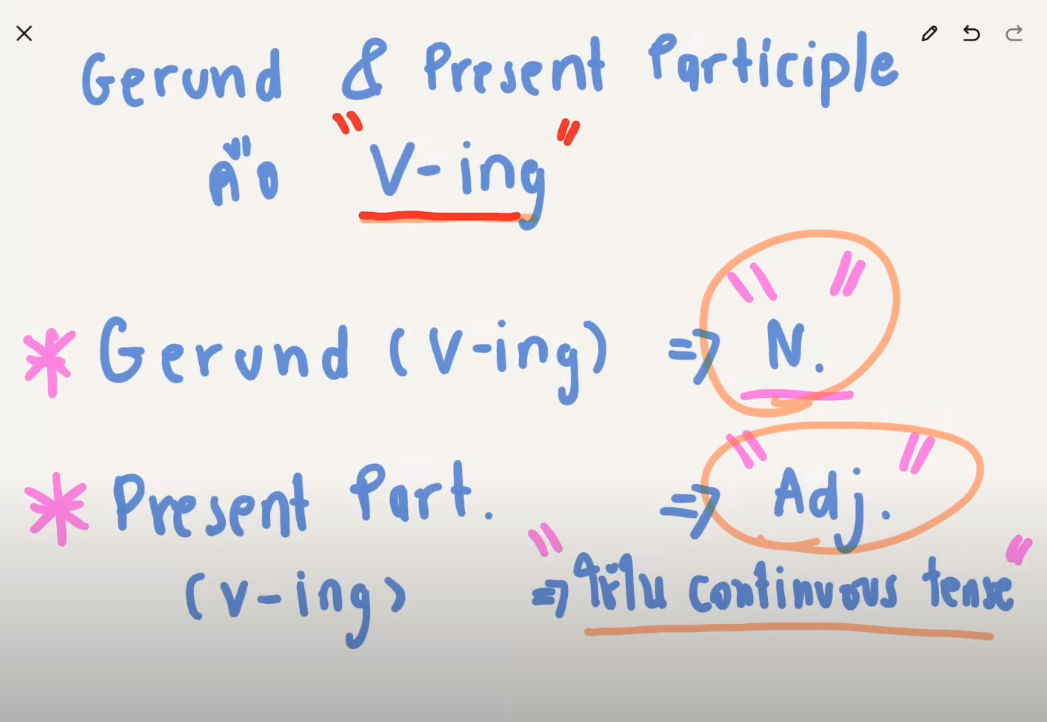 Gerund & Present Participle
คือ "V-ing"
* Gerund (V-ing) => "N."
* Present Part. => "Adj."
(V-ing) => "ใช้ใน continuous tense"